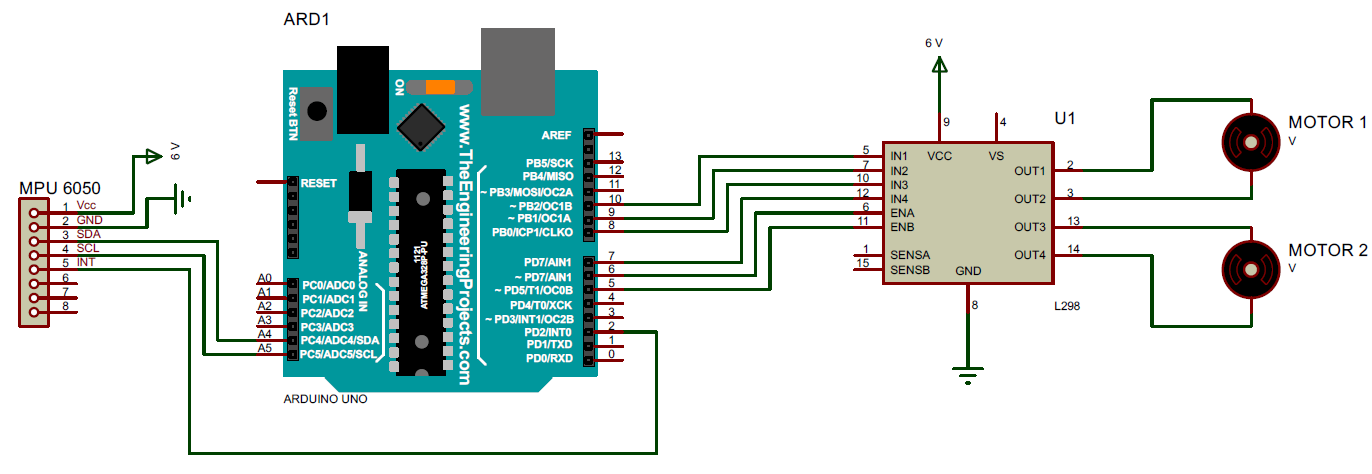 ARD1
Reset BTN
ON
www.TheEngineeringProjects.com
1121
ATMEGA328P-PU
ANALOG IN
RESET
A0 PC0/ADC0
A1 PC1/ADC1
A2 PC2/ADC2
A3 PC3/ADC3
A4 PC4/ADC4/SDA
A5 PC5/ADC5/SCL
AREF
PB5/SCK 13
PB4/MISO 12
~ PB3/MOSI/OC2A 11
~ PB2/OC1B 10
~ PB1/OC1A 9
PB0/ICP1/CLKO 8
PD7/AIN1 7
~ PD7/AIN1 6
~ PD5/T1/OC0B 5
PD4/T0/XCK 4
~ PD3/INT1/OC2B 3
PD2/INT0 2
PD1/TXD 1
PD0/RXD 0
ARDUINO UNO
6 V
MPU 6050
1 Vcc
2 GND
3 SDA
4 SCL
5 INT
6
7
8
6 V
9
4
U1
VCC
VS
5 IN1
7 IN2
10 IN3
12 IN4
6 ENA
11 ENB
1 SENSA
15 SENSB
OUT1 2
OUT2 3
OUT3 13
OUT4 14
GND
8
L298
MOTOR 1
V
MOTOR 2
V